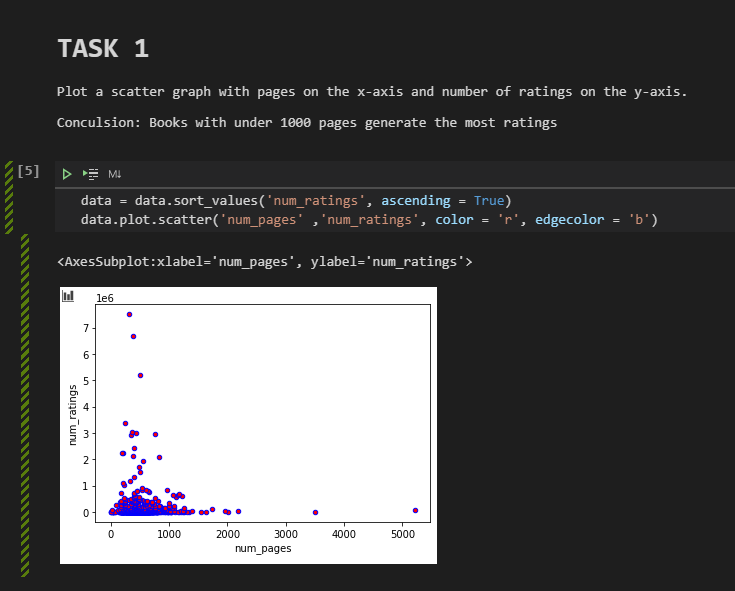 TASK 1
Plot a scatter graph with pages on the x-axis and number of ratings on the y-axis.
Conculsion: Books with under 1000 pages generate the most ratings
[5]
M↓
data = data.sort_values('num_ratings', ascending = True)
data.plot.scatter('num_pages' ,'num_ratings', color = 'r', edgecolor = 'b')
<AxesSubplot:xlabel='num_pages', ylabel='num_ratings'>
1e6
7
6
5
4
3
2
1
0
num_ratings
0 1000 2000 3000 4000 5000
num_pages